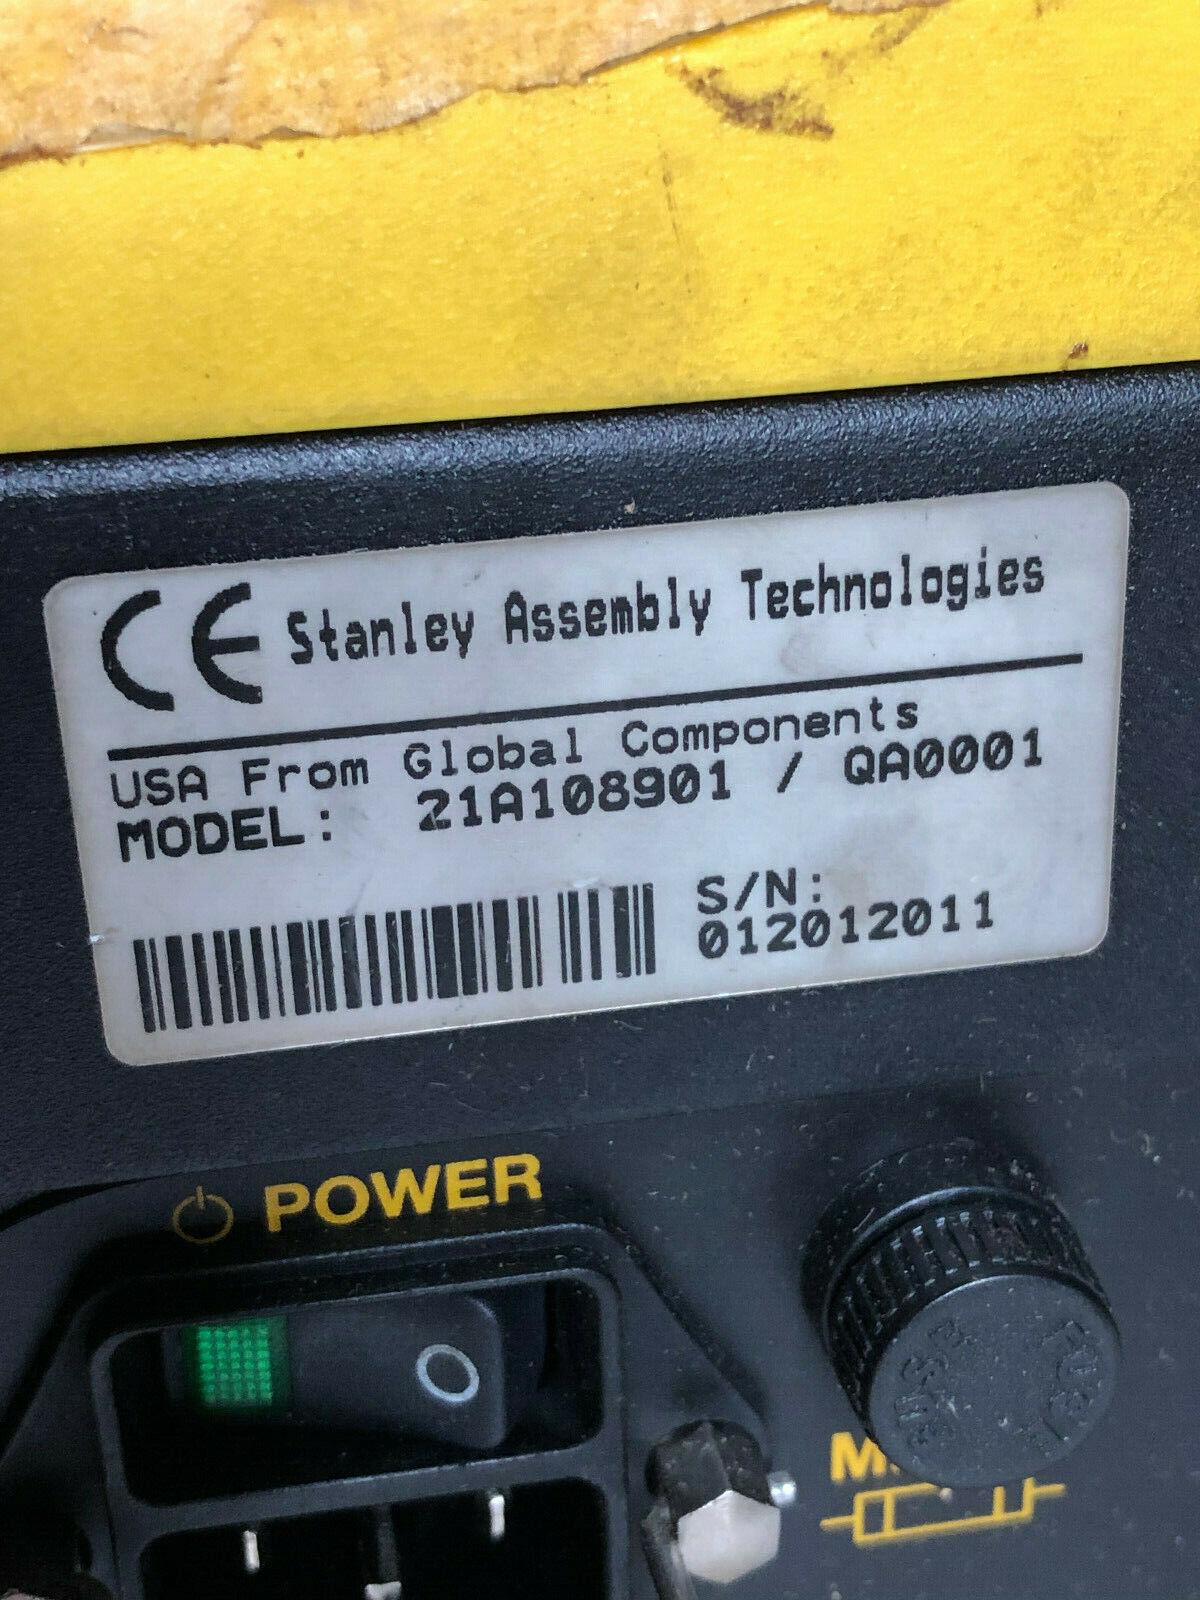 CE Stanley Assembly Technologies
USA From Global Components
MODEL: 21A108901 / QA0001
S/N:
012012011
POWER